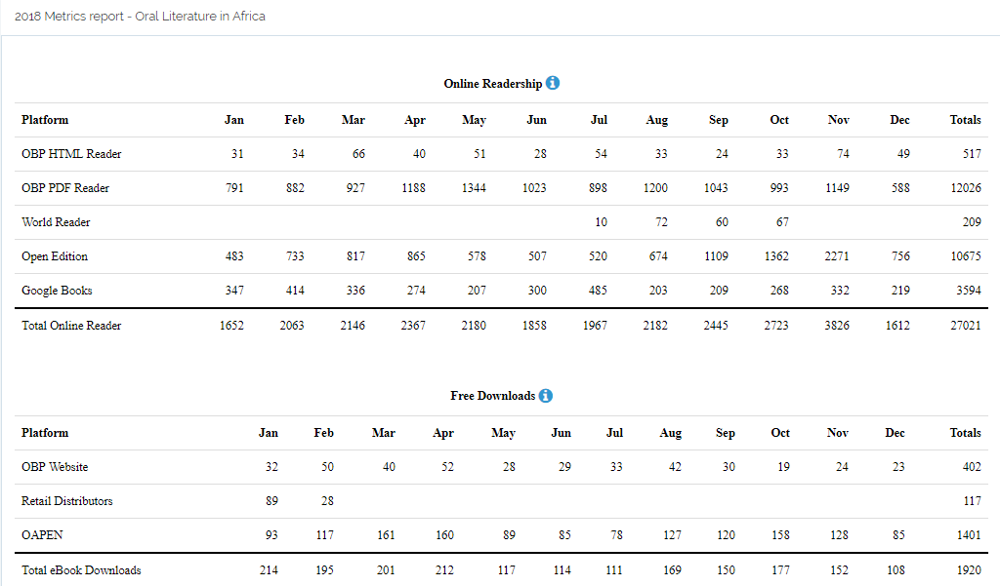 2018 Metrics report - Oral Literature in Africa
Online Readership
Platform Jan Feb Mar Apr May Jun Jul Aug Sep Oct Nov Dec Totals
OBP HTML Reader 31 34 66 40 51 28 54 33 24 33 74 49 517
OBP PDF Reader 791 882 927 1188 1344 1023 898 1200 1043 993 1149 588 12026
World Reader 10 72 60 67 209
Open Edition 483 733 817 865 578 507 520 674 1109 1362 2271 756 10675
Google Books 347 414 336 274 207 300 485 203 209 268 332 219 3594
Total Online Reader 1652 2063 2146 2367 2180 1858 1967 2182 2445 2723 3826 1612 27021
Free Downloads
Platform Jan Feb Mar Apr May Jun Jul Aug Sep Oct Nov Dec Totals
OBP Website 32 50 40 52 28 29 33 42 30 19 24 23 402
Retail Distributors 89 28 117
OAPEN 93 117 161 160 89 85 78 127 120 158 128 85 1401
Total eBook Downloads 214 195 201 212 117 114 111 169 150 177 152 108 1920